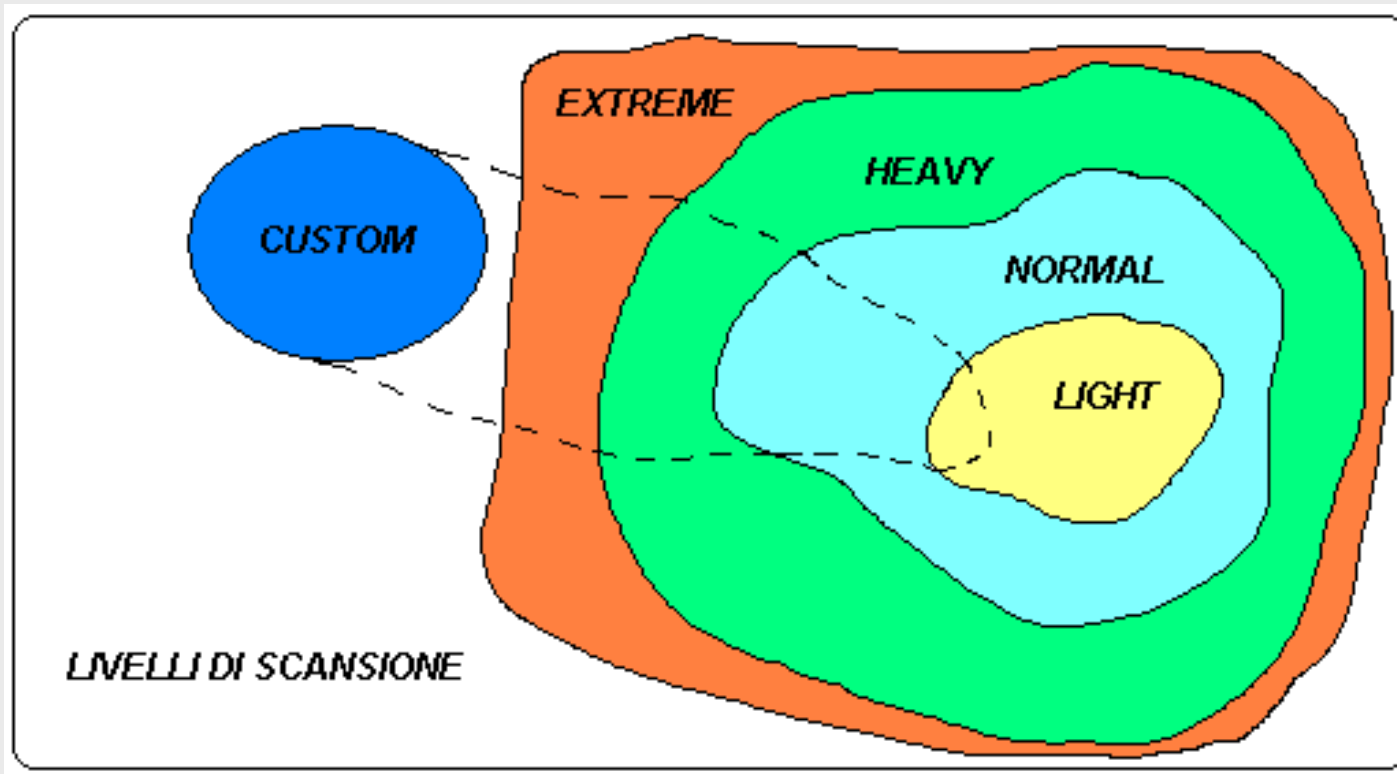 EXTREME
HEAVY
CUSTOM
NORMAL
LIGHT
LIVELLI DI SCANSIONE